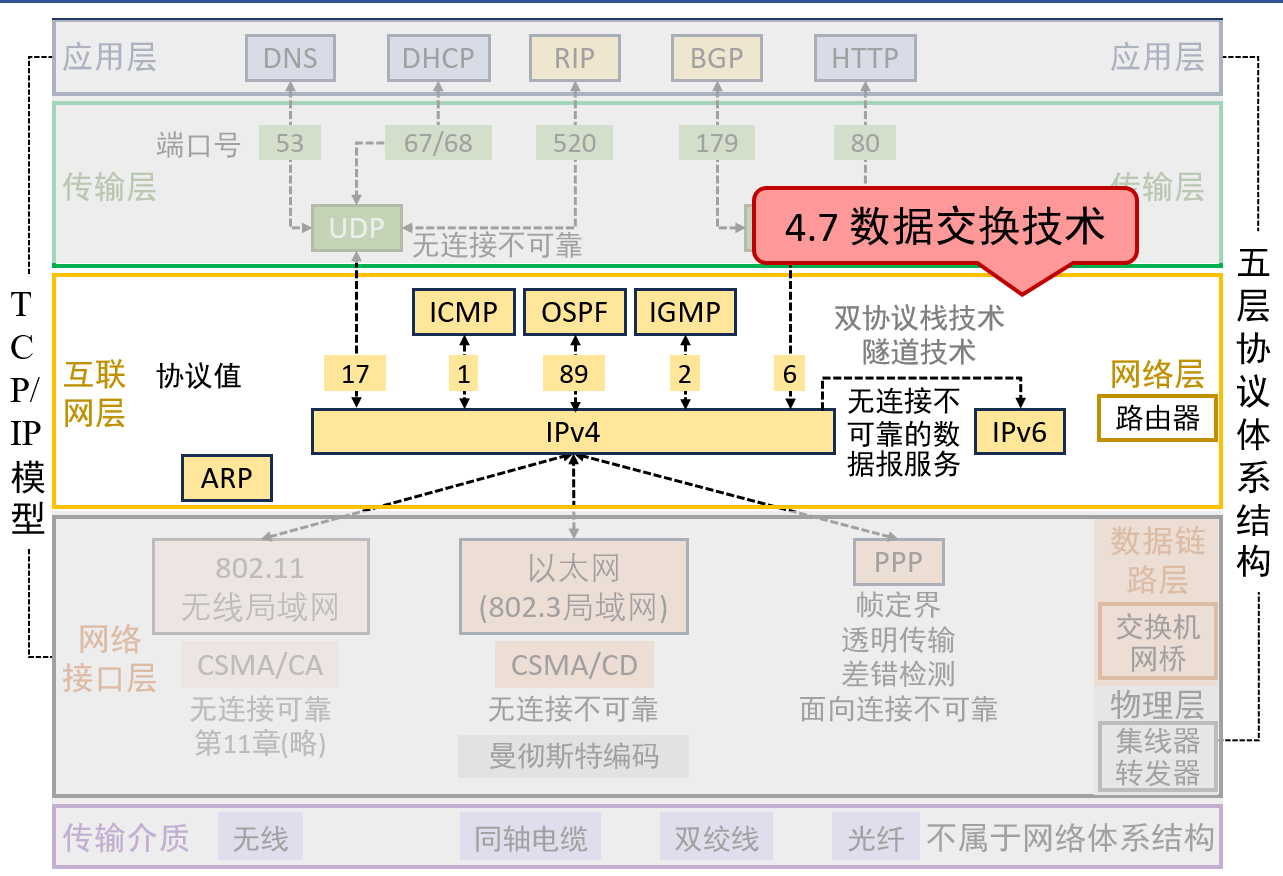 应用层
DNS
DHCP
RIP
BGP
HTTP
应用层
端口号
53
67/68
520
179
80
传输层
传输层
UDP
无连接不可靠
4.7 数据交换技术
TCP/IP模型
五层协议体系结构
ICMP
OSPF
IGMP
双协议栈技术
隧道技术
互联
网层
协议值
17
1
89
2
6
网络层
路由器
IPv4
无连接不
可靠的数
据报服务
IPv6
ARP
802.11
无线局域网
以太网
(802.3局域网)
PPP
数据链
路层
帧定界
透明传输
差错检测
面向连接不可靠
交换机
网桥
网络
接口层
CSMA/CA
无连接可靠
第11章(略)
CSMA/CD
无连接不可靠
曼彻斯特编码
物理层
集线器
转发器
传输介质
无线
同轴电缆
双绞线
光纤
不属于网络体系结构